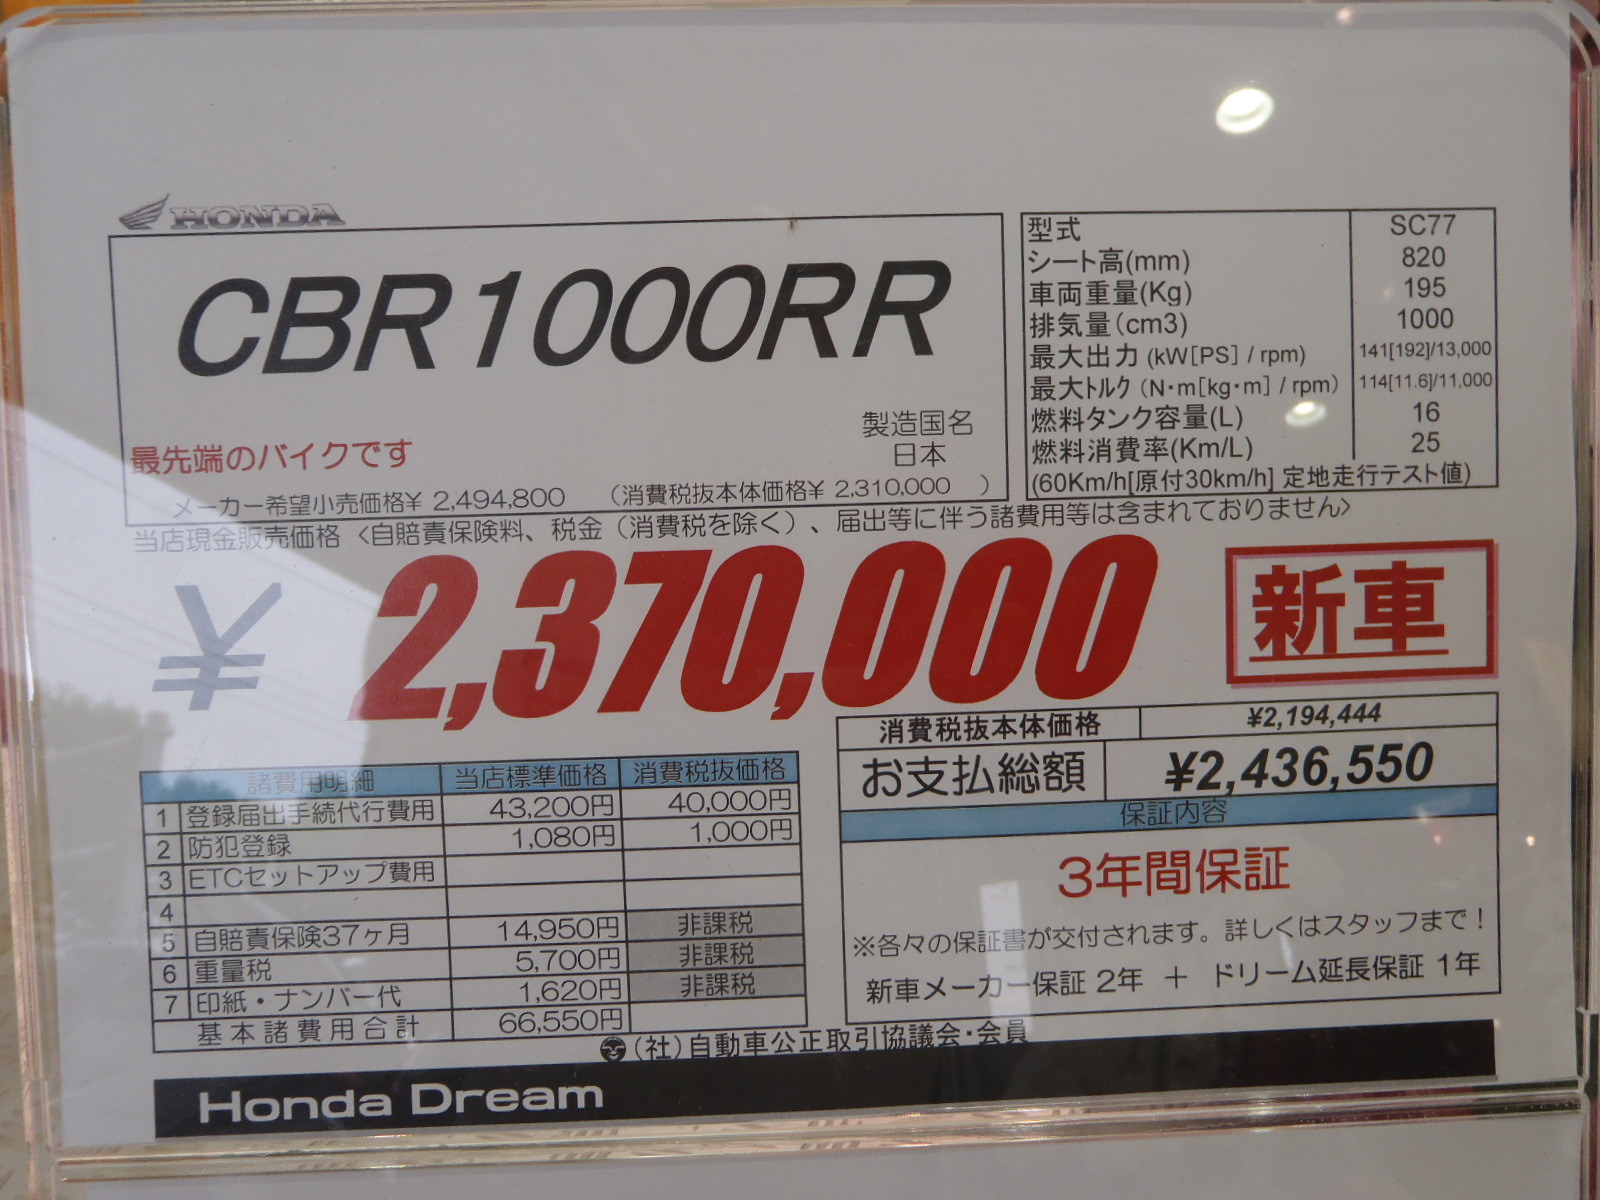 HONDA
CBR1000RR
製造国名
最先端のバイクです 日本
メーカー希望小売価格¥ 2,494,800 （消費税抜本体価格¥ 2,310,000 ）
型式 SC77
シート高(mm) 820
車両重量(Kg) 195
排気量(cm3) 1000
最大出力 (kW[PS] / rpm) 141[192]/13,000
最大トルク (N・m[kg・m] / rpm) 114[11.6]/11,000
燃料タンク容量(L) 16
燃料消費率(Km/L) 25
(60Km/h[原付30km/h] 定地走行テスト値)
当店現金販売価格〈自賠責保険料、税金（消費税を除く）、届出等に伴う諸費用等は含まれておりません〉
¥ 2,370,000 新車
消費税抜本体価格 ¥2,194,444
お支払総額 ¥2,436,550
諸費用明細 当店標準価格 消費税抜価格
1 登録届出手続代行費用 43,200円 40,000円
2 防犯登録 1,080円 1,000円
3 ETCセットアップ費用
4
5 自賠責保険37ヶ月 14,950円 非課税
6 重量税 5,700円 非課税
7 印紙・ナンバー代 1,620円 非課税
基本諸費用合計 66,550円
保証内容
3年間保証
※各々の保証書が交付されます。詳しくはスタッフまで！
新車メーカー保証 2年 ＋ ドリーム延長保証 1年
(社)自動車公正取引協議会・会員
Honda Dream